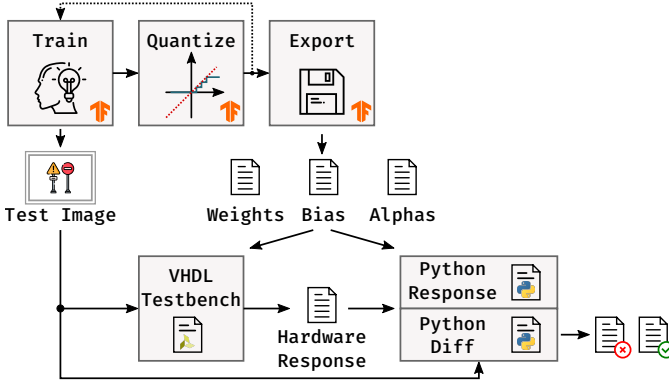 Train
Quantize
Export
Test Image
Weights
Bias
Alphas
VHDL
Testbench
Hardware
Response
Python
Response
Python
Diff